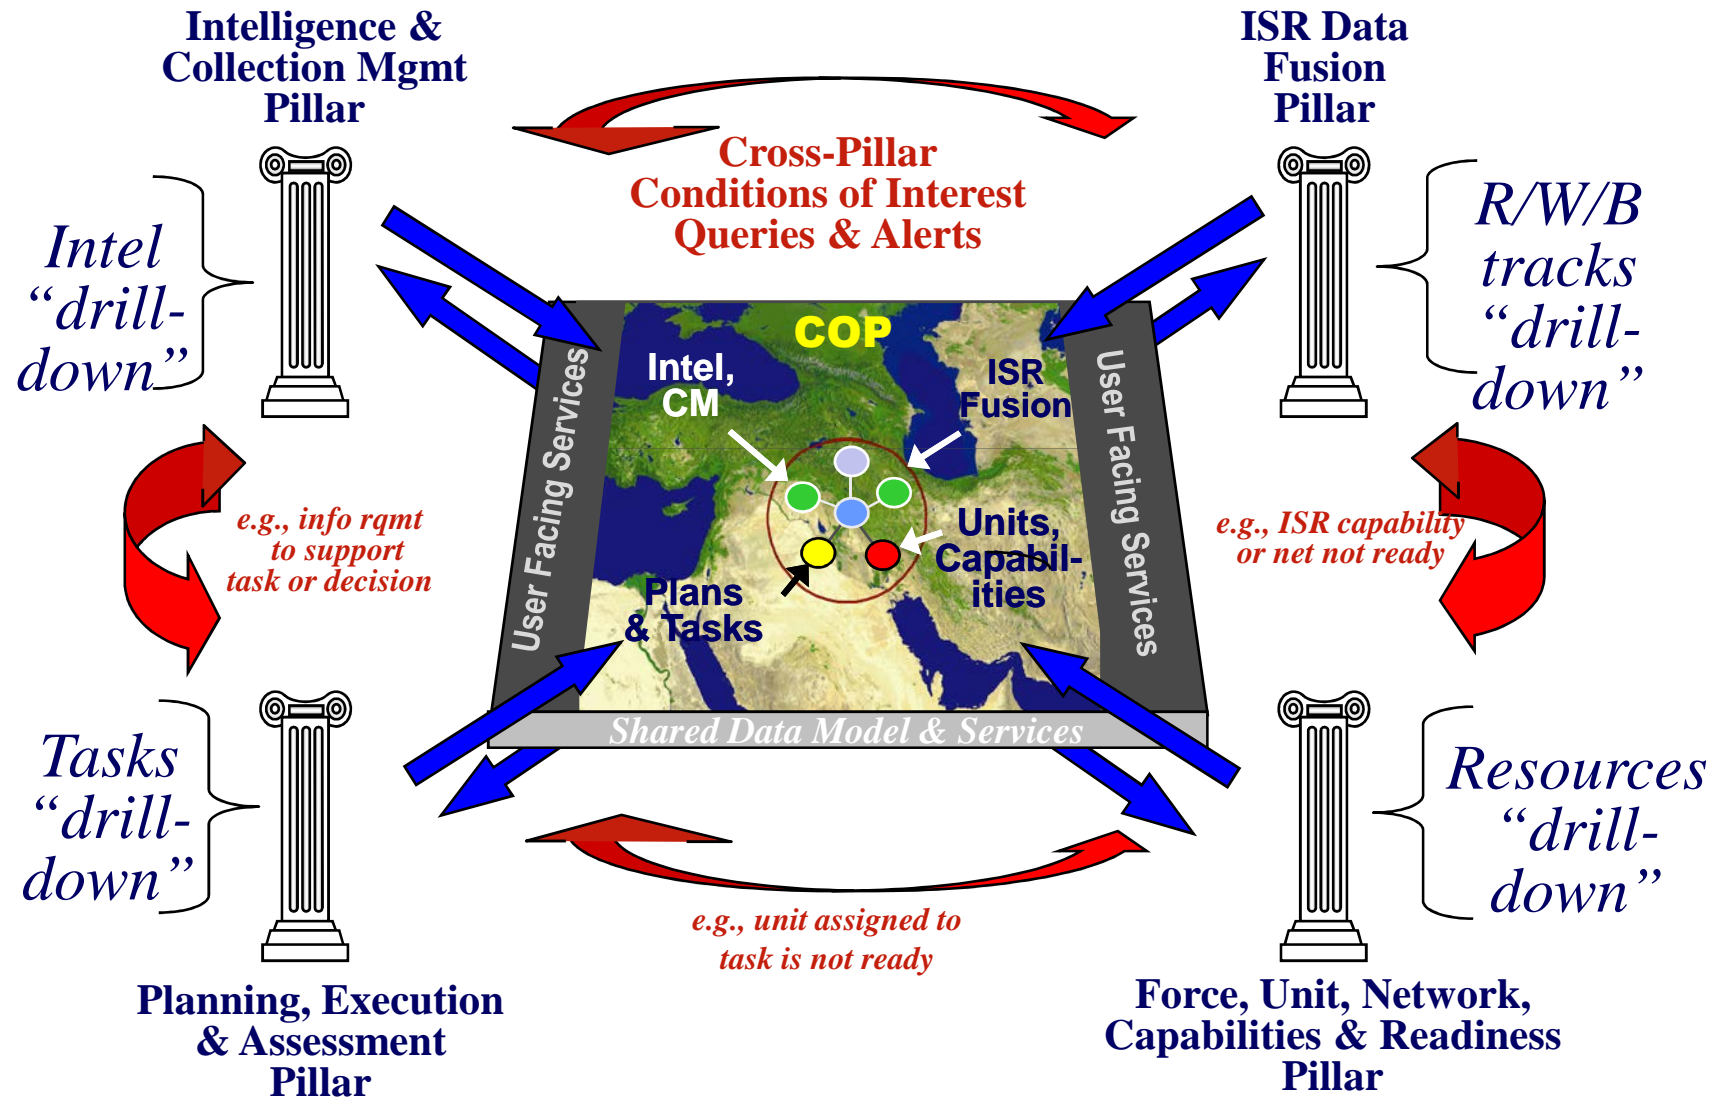 Intelligence &
Collection Mgmt
Pillar
ISR Data
Fusion
Pillar
Cross-Pillar
Conditions of Interest
Queries & Alerts
Intel
“drill-
down”
R/W/B
tracks
“drill-
down”
COP
Intel,
CM
ISR
Fusion
User Facing Services
User Facing Services
Units,
Capabil-
ities
Plans
& Tasks
e.g., info rqmt
to support
task or decision
e.g., ISR capability
or net not ready
Shared Data Model & Services
Tasks
“drill-
down”
Resources
“drill-
down”
e.g., unit assigned to
task is not ready
Planning, Execution
& Assessment
Pillar
Force, Unit, Network,
Capabilities & Readiness
Pillar